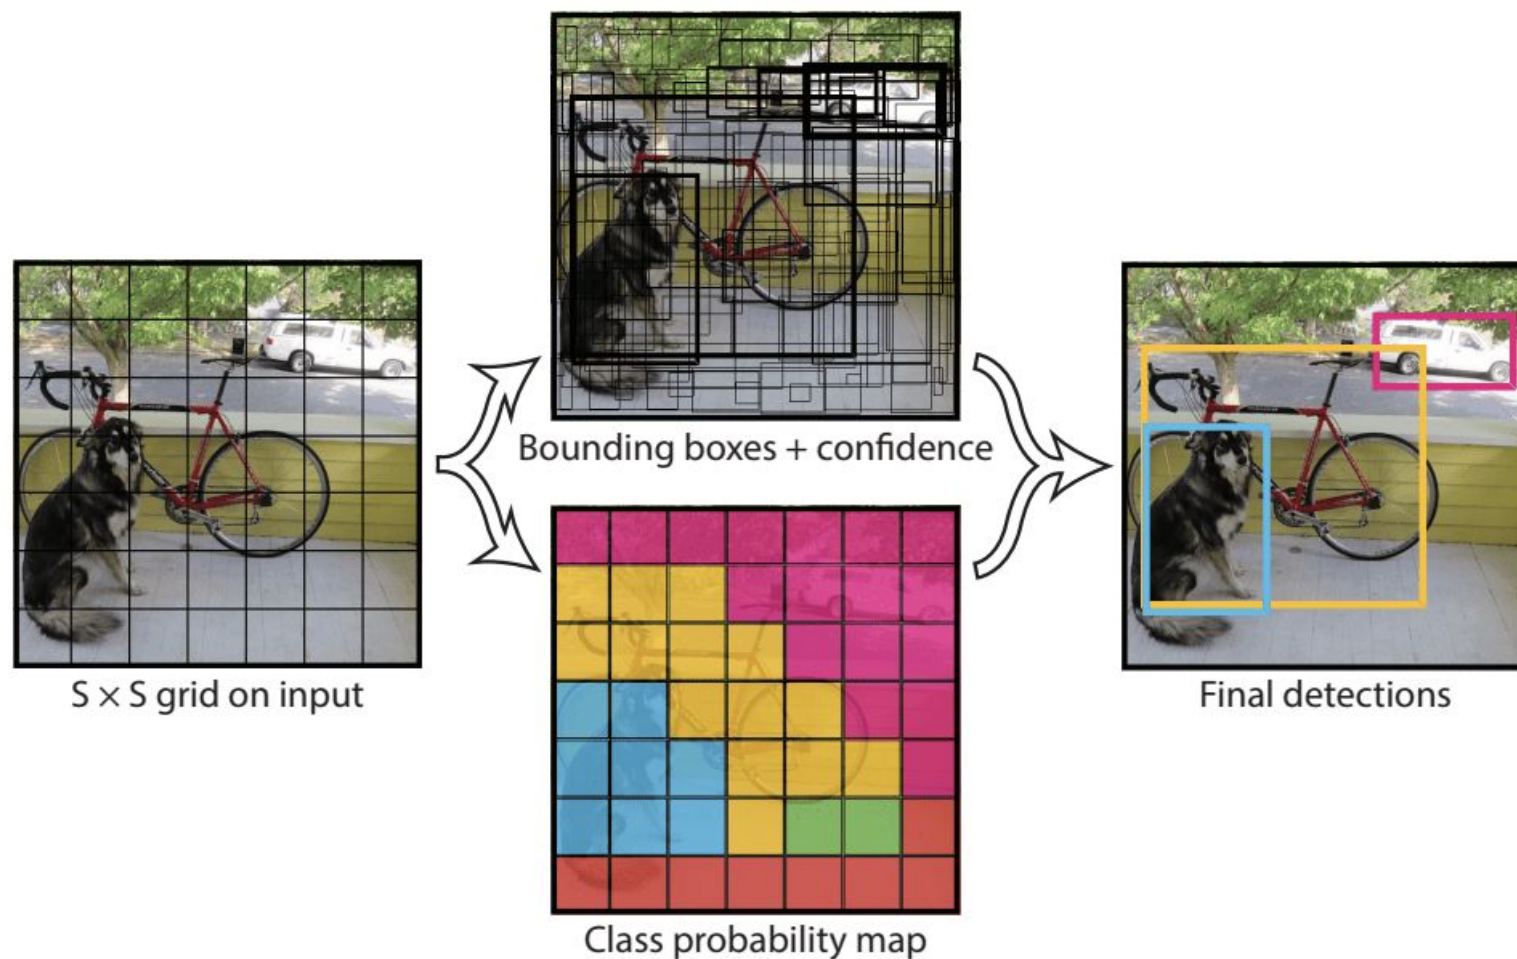 Bounding boxes + confidence
S × S grid on input
Final detections
Class probability map